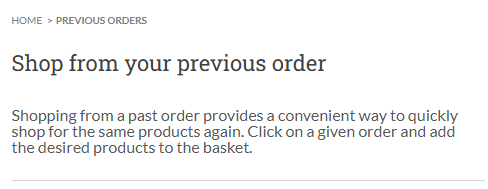 HOME > PREVIOUS ORDERS
Shop from your previous order
Shopping from a past order provides a convenient way to quickly
shop for the same products again. Click on a given order and add
the desired products to the basket.